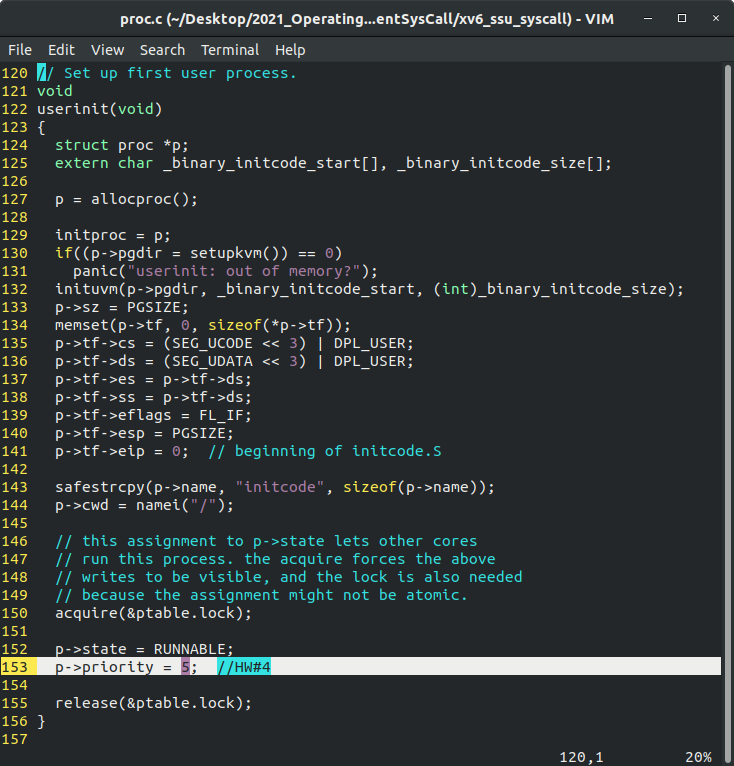 proc.c (~/Desktop/2021_Operating...entSysCall/xv6_ssu_syscall) - VIM
File Edit View Search Terminal Help
120 // Set up first user process.
121 void
122 userinit(void)
123 {
124   struct proc *p;
125   extern char _binary_initcode_start[], _binary_initcode_size[];
126
127   p = allocproc();
128
129   initproc = p;
130   if((p->pgdir = setupkvm()) == 0)
131     panic("userinit: out of memory?");
132   inituvm(p->pgdir, _binary_initcode_start, (int)_binary_initcode_size);
133   p->sz = PGSIZE;
134   memset(p->tf, 0, sizeof(*p->tf));
135   p->tf->cs = (SEG_UCODE << 3) | DPL_USER;
136   p->tf->ds = (SEG_UDATA << 3) | DPL_USER;
137   p->tf->es = p->tf->ds;
138   p->tf->ss = p->tf->ds;
139   p->tf->eflags = FL_IF;
140   p->tf->esp = PGSIZE;
141   p->tf->eip = 0;  // beginning of initcode.S
142
143   safestrcpy(p->name, "initcode", sizeof(p->name));
144   p->cwd = namei("/");
145
146   // this assignment to p->state lets other cores
147   // run this process. the acquire forces the above
148   // writes to be visible, and the lock is also needed
149   // because the assignment might not be atomic.
150   acquire(&ptable.lock);
151
152   p->state = RUNNABLE;
153   p->priority = 5;  //HW#4
154
155   release(&ptable.lock);
156 }
157
120,1 20%